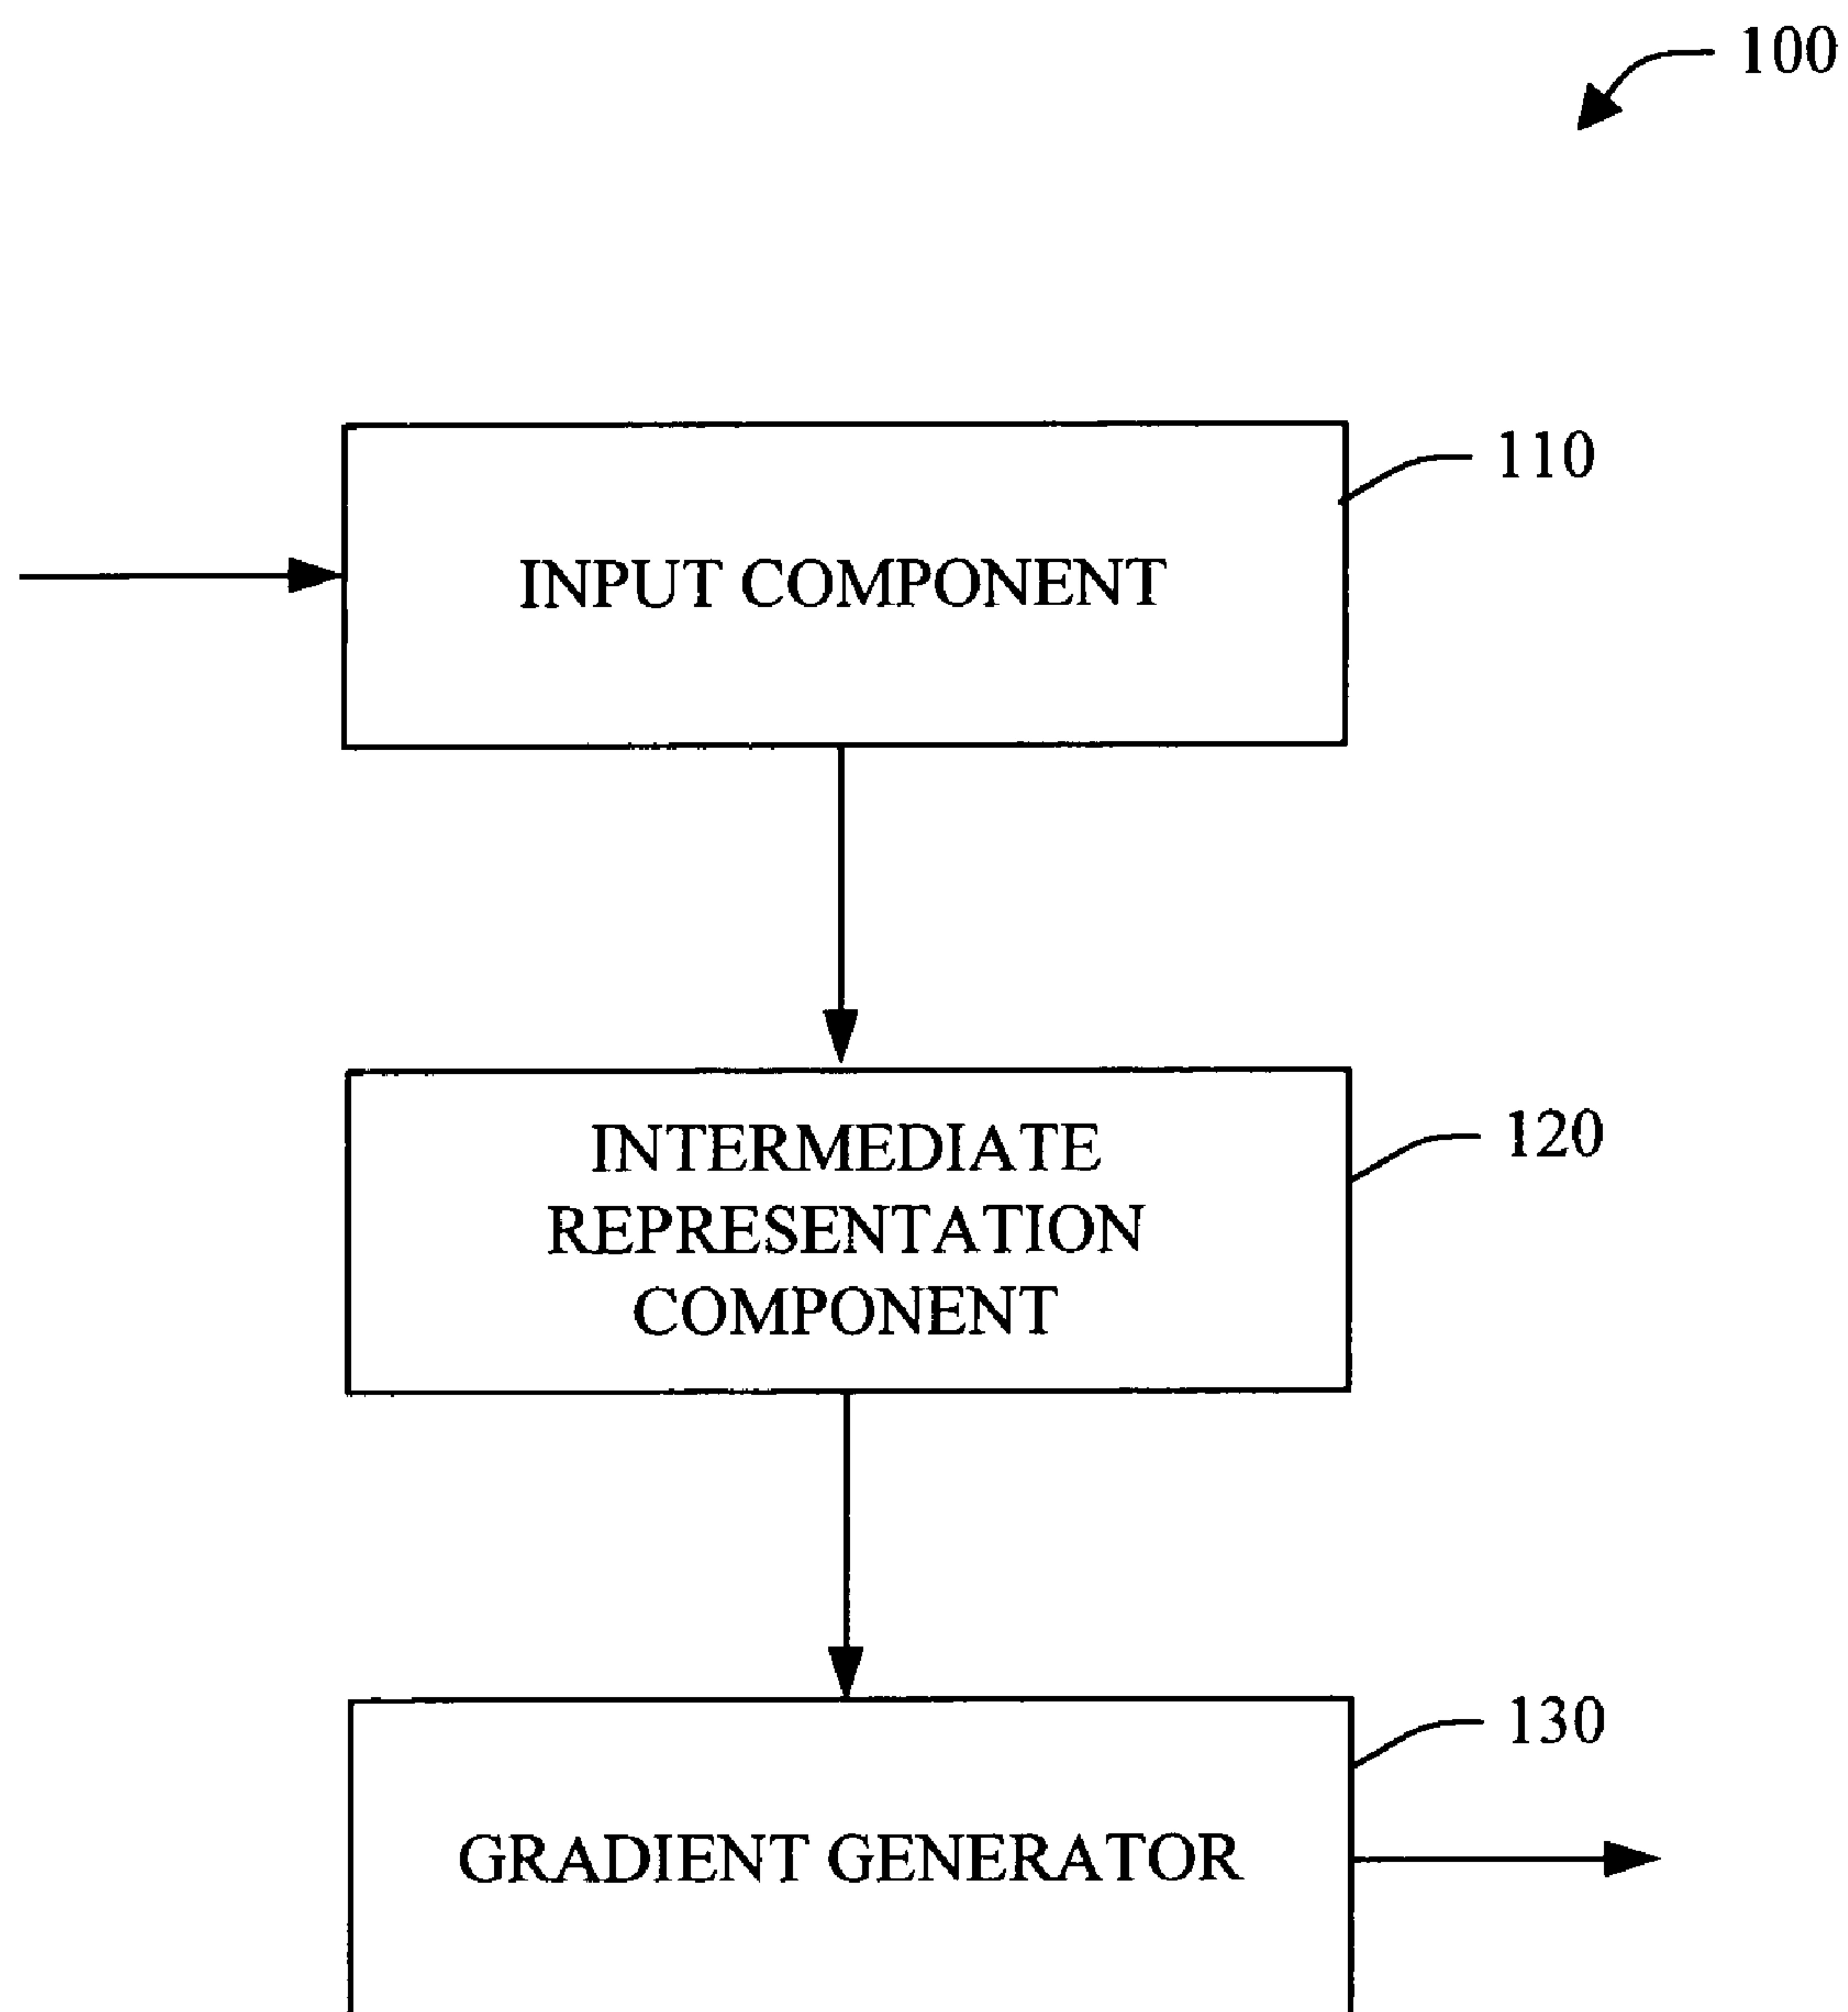 100
110
INPUT COMPONENT
120
INTERMEDIATE
REPRESENTATION
COMPONENT
130
GRADIENT GENERATOR